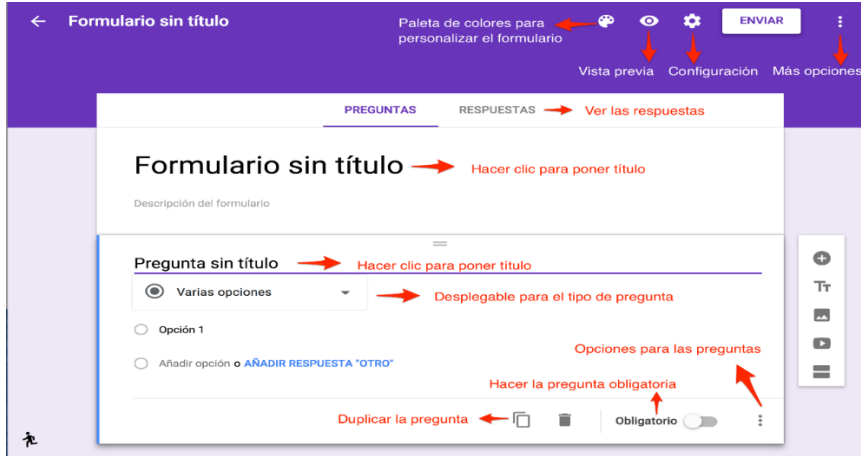 Formulario sin título
Paleta de colores para
personalizar el formulario
ENVIAR
Vista previa
Configuración
Más opciones
PREGUNTAS
RESPUESTAS
Ver las respuestas
Formulario sin título
Hacer clic para poner título
Descripción del formulario
Pregunta sin título
Hacer clic para poner título
Varias opciones
Desplegable para el tipo de pregunta
Opción 1
Opciones para las preguntas
Añadir opción o AÑADIR RESPUESTA "OTRO"
Hacer la pregunta obligatoria
Duplicar la pregunta
Obligatorio
Tт